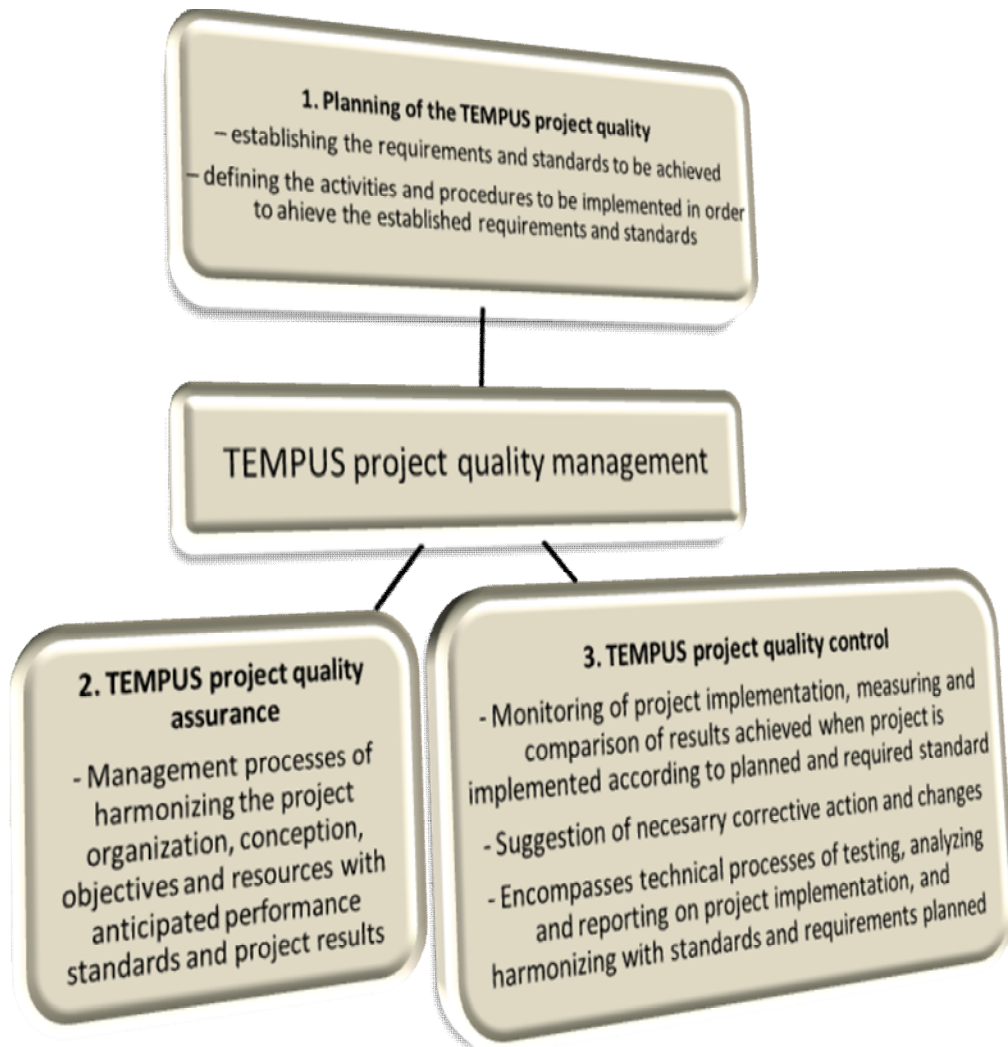 1. Planning of the TEMPUS project quality
– establishing the requirements and standards to be achieved
– defining the activities and procedures to be implemented in order
to ahieve the established requirements and standards
TEMPUS project quality management
2. TEMPUS project quality
assurance
- Management processes of
harmonizing the project
organization, conception,
objectives and resources with
anticipated performance
standards and project results
3. TEMPUS project quality control
- Monitoring of project implementation, measuring and
comparison of results achieved when project is
implemented according to planned and required standard
- Suggestion of necesarry corrective action and changes
- Encompasses technical processes of testing, analyzing
and reporting on project implementation, and
harmonizing with standards and requirements planned